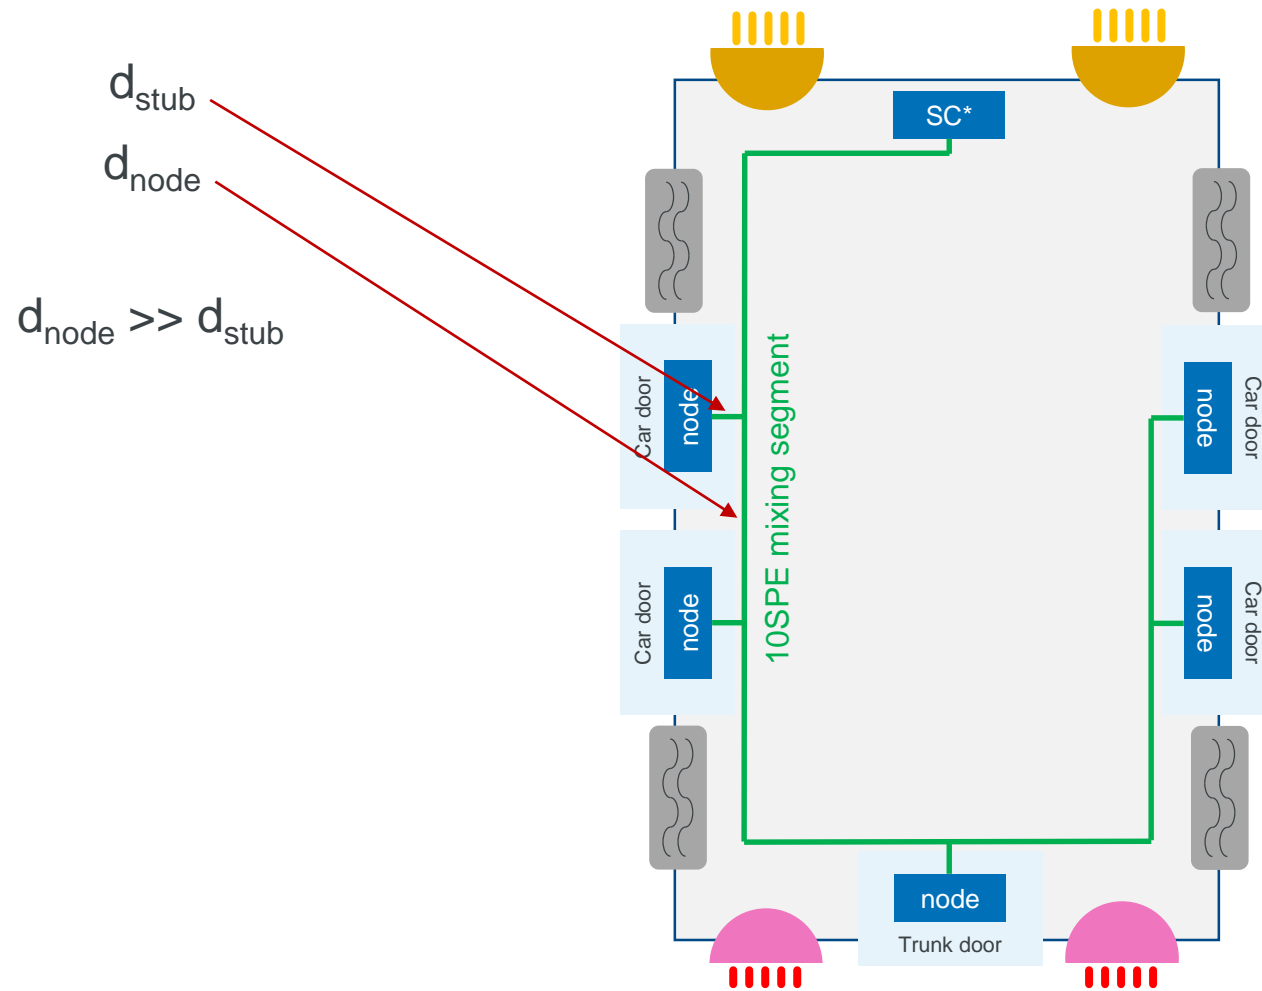 d_stub
d_node
d_node >> d_stub
SC*
Car door
node
10SPE mixing segment
node
Car door
Car door
node
node
Car door
node
Trunk door